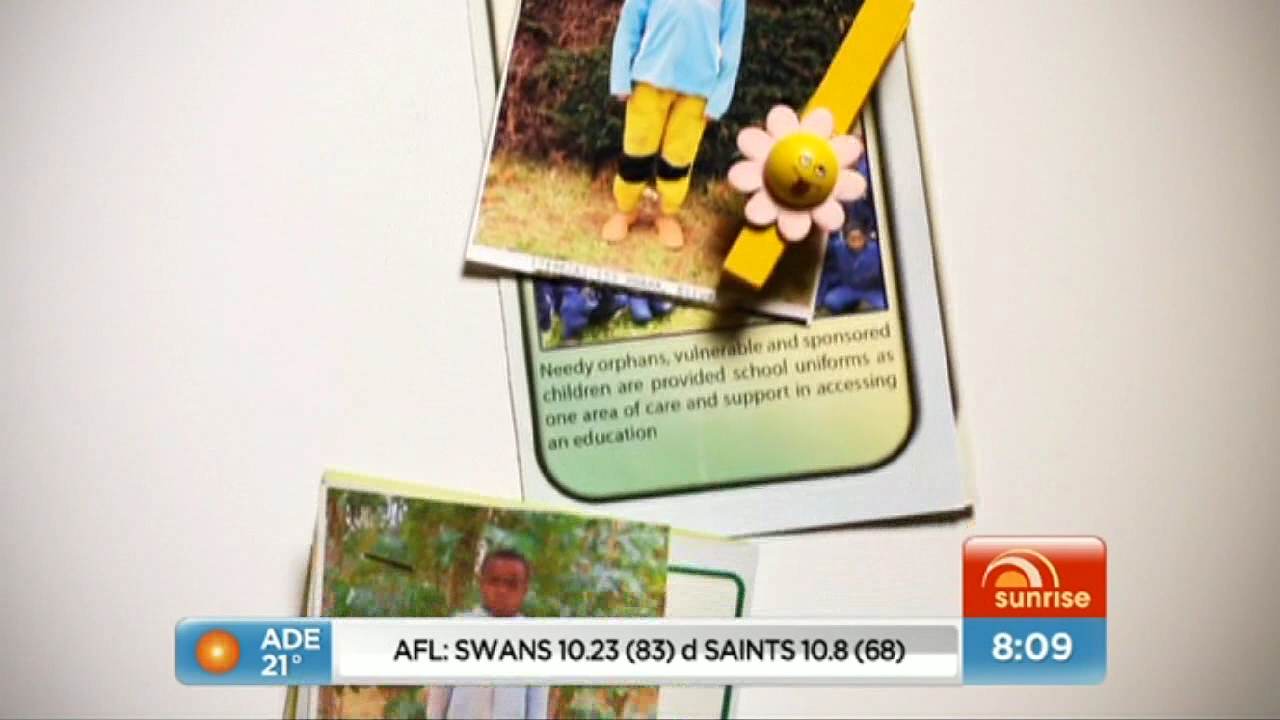 Needy orphans, vulnerable and sponsored
children are provided school uniforms as
one area of care and support in accessing
an education
sunrise
ADE
21°
AFL: SWANS 10.23 (83) d SAINTS 10.8 (68)
8:09